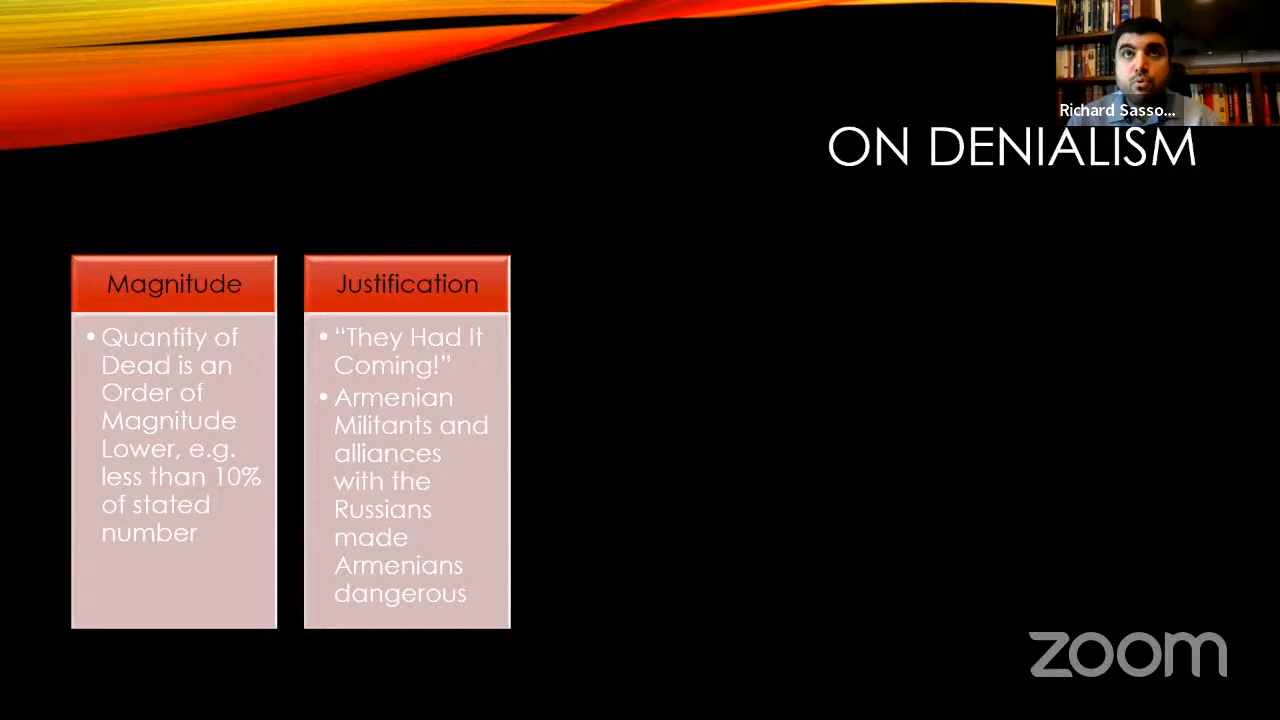 Richard Sasso...
ON DENIALISM
Magnitude
• Quantity of
Dead is an
Order of
Magnitude
Lower, e.g.
less than 10%
of stated
number
Justification
• “They Had It
Coming!”
• Armenian
Militants and
alliances
with the
Russians
made
Armenians
dangerous
zoom